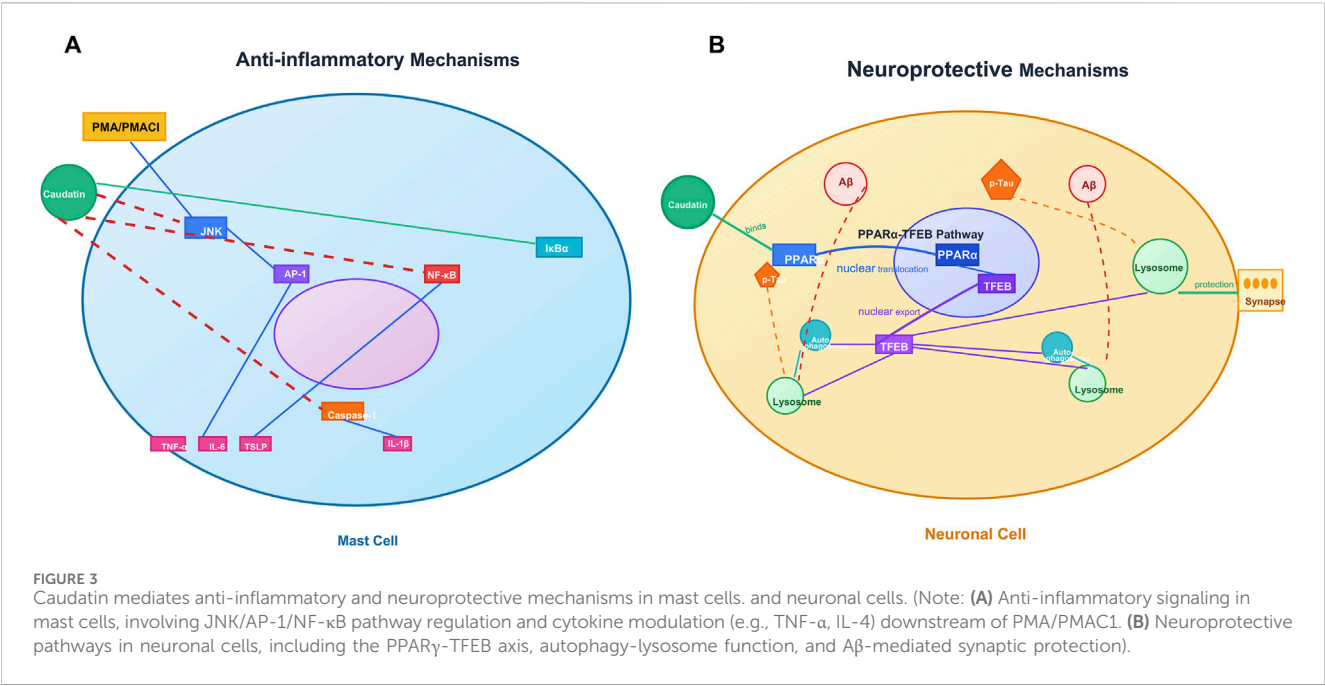 A
Anti-inflammatory Mechanisms
PMA/PMACI
Caudatin
JNK
IκBα
AP-1
NF-κB
Caspase-1
TNF-α
IL-6
TSLP
IL-1β
Mast Cell
B
Neuroprotective Mechanisms
Aβ
p-Tau
Aβ
Caudatin
binds
PPARα-TFEB Pathway
PPAR
PPARα
Lysosome
nuclear translocation
p-Tau
TFEB
protection
Synapse
nuclear export
Auto-
TFEB
Auto-
Lysosome
Lysosome
Neuronal Cell
FIGURE 3
Caudatin mediates anti-inflammatory and neuroprotective mechanisms in mast cells. and neuronal cells. (Note: (A) Anti-inflammatory signaling in
mast cells, involving JNK/AP-1/NF-κB pathway regulation and cytokine modulation (e.g., TNF-α, IL-4) downstream of PMA/PMAC1. (B) Neuroprotective
pathways in neuronal cells, including the PPARγ-TFEB axis, autophagy-lysosome function, and Aβ-mediated synaptic protection).